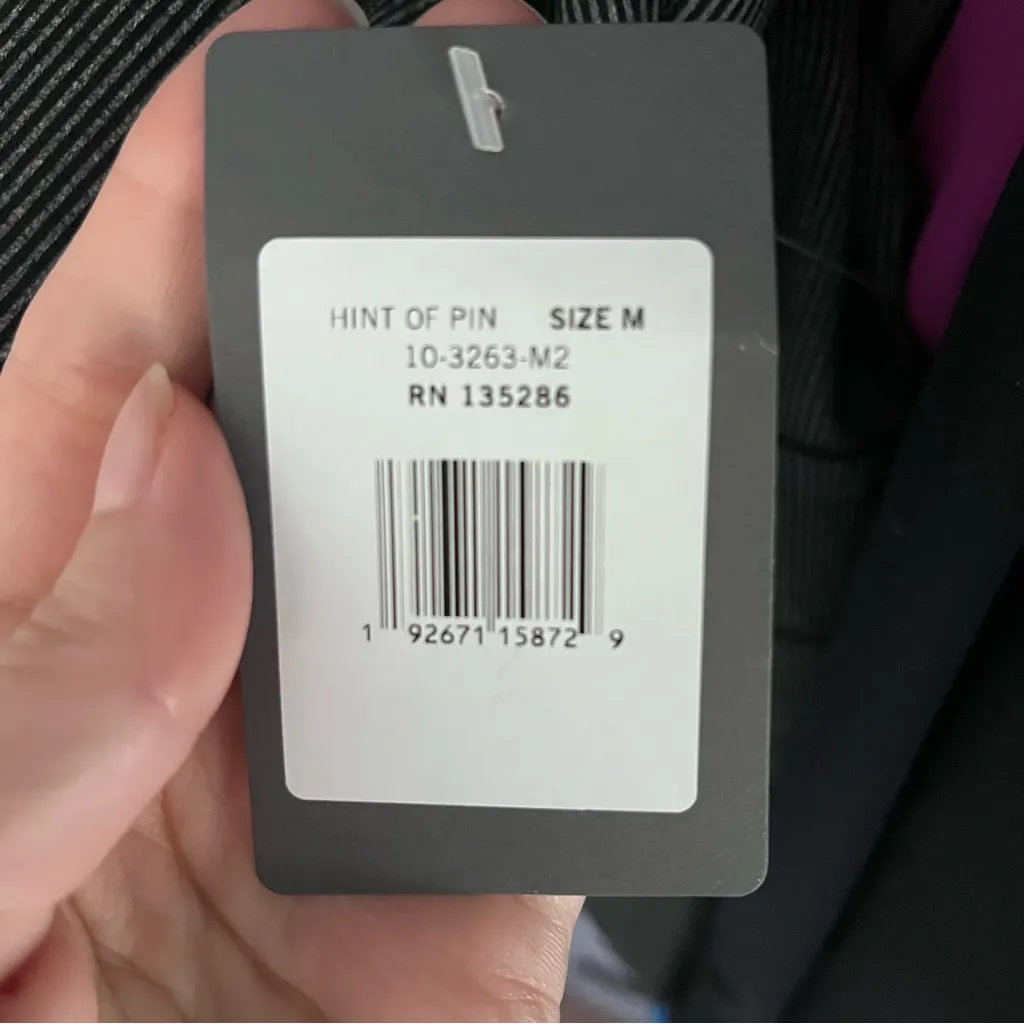 HINT OF PIN SIZE M
10-3263-M2
RN 135286
1 92671 15872 9